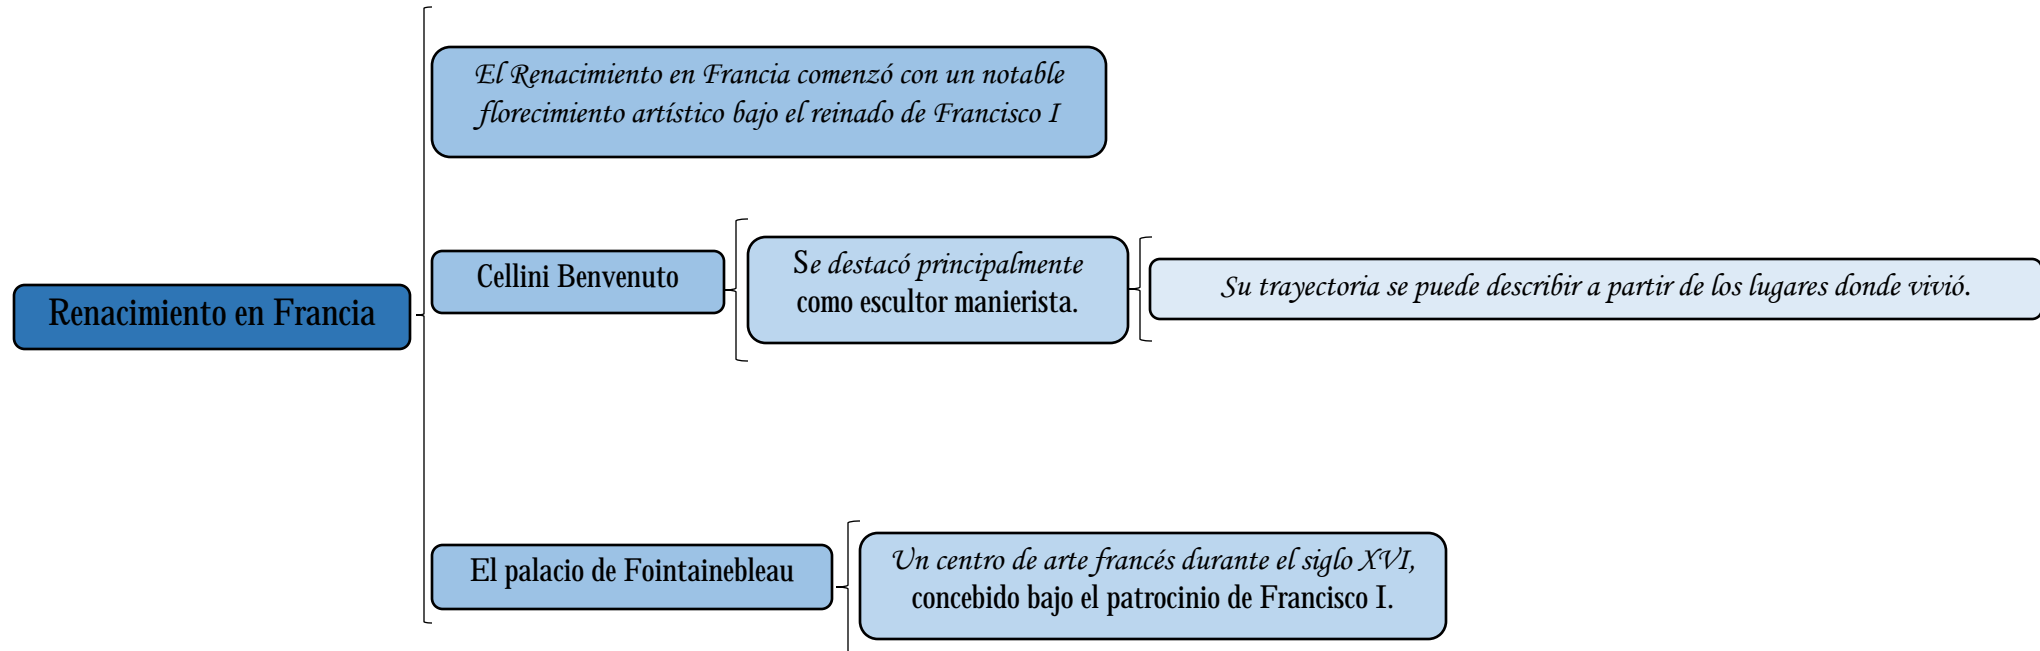 El Renacimiento en Francia comenzó con un notable
florecimiento artístico bajo el reinado de Francisco I
Cellini Benvenuto
Se destacó principalmente
como escultor manierista.
Su trayectoria se puede describir a partir de los lugares donde vivió.
Renacimiento en Francia
El palacio de Fointainebleau
Un centro de arte francés durante el siglo XVI,
concebido bajo el patrocinio de Francisco I.